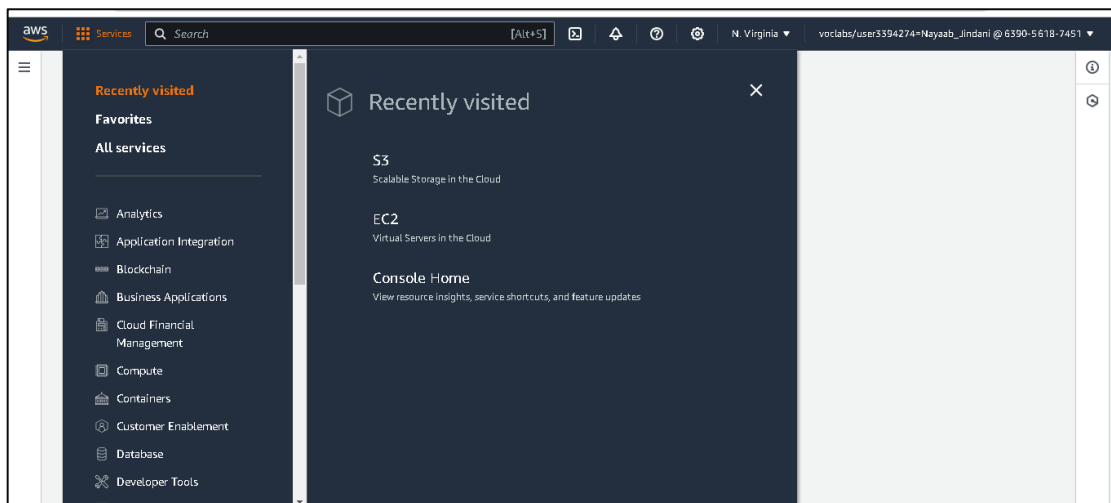 aws
Services
Search [Alt+S]
N. Virginia
voclabs/user3394274=Nayaab_Jindani @ 6390-5618-7451
Recently visited
Favorites
All services
Analytics
Application Integration
Blockchain
Business Applications
Cloud Financial
Management
Compute
Containers
Customer Enablement
Database
Developer Tools
Recently visited
S3
Scalable Storage in the Cloud
EC2
Virtual Servers in the Cloud
Console Home
View resource insights, service shortcuts, and feature updates